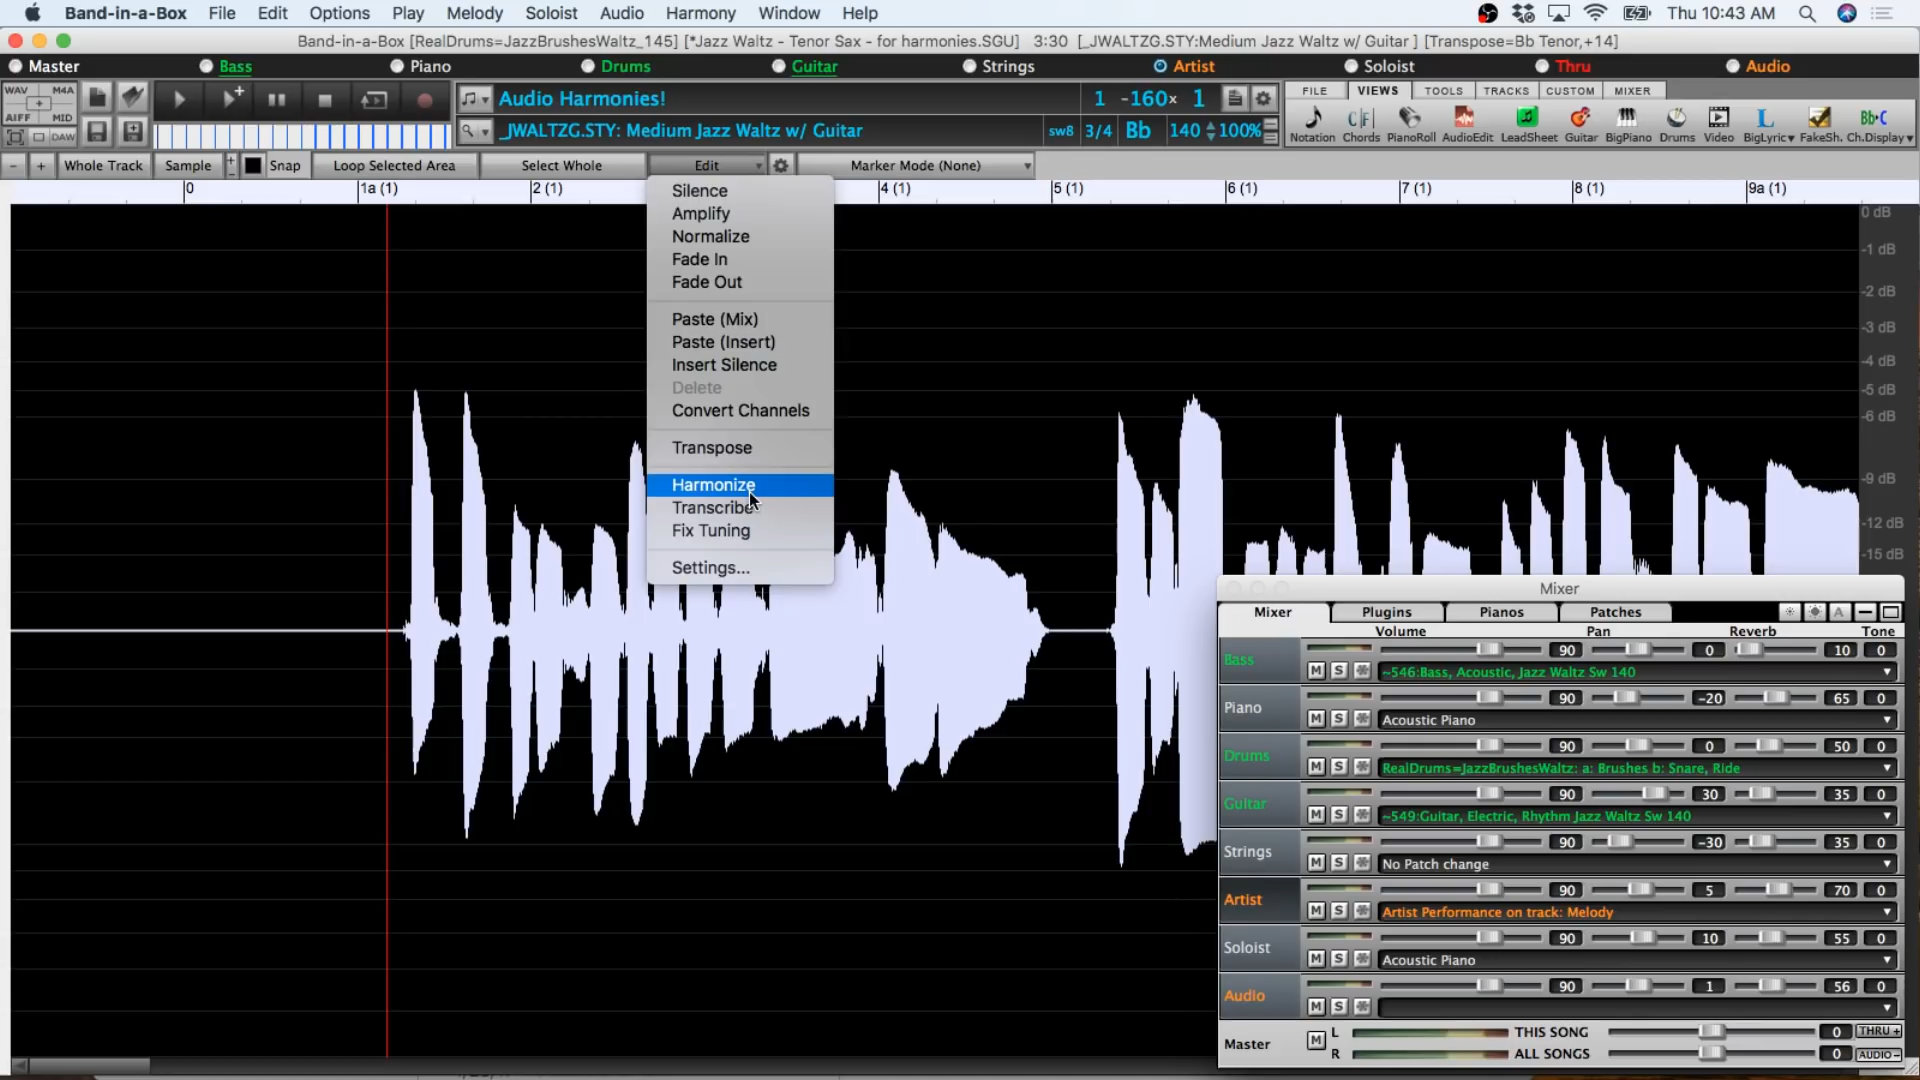 Band-in-a-Box File Edit Options Play Melody Soloist Audio Harmony Window Help Thu 10:43 AM
Band-in-a-Box [RealDrums=JazzBrushesWaltz_145] [*Jazz Waltz - Tenor Sax - for harmonies.SGU] 3:30 [_JWALTZG.STY:Medium Jazz Waltz w/ Guitar ] [Transpose=Bb Tenor,+14]
Master Bass Piano Drums Guitar Strings Artist Soloist Thru Audio
WAV M4A
AIFF MID
DAW
Audio Harmonies! 1 -160x 1
_JWALTZG.STY: Medium Jazz Waltz w/ Guitar sw8 3/4 Bb 140 100%
FILE VIEWS TOOLS TRACKS CUSTOM MIXER
C|F L Bb>C
Notation Chords PianoRoll AudioEdit LeadSheet Guitar BigPiano Drums Video BigLyric FakeSh. Ch.Display
- + Whole Track Sample + - Snap Loop Selected Area Select Whole Edit Marker Mode (None)
0 1a (1) 2 (1) 4 (1) 5 (1) 6 (1) 7 (1) 8 (1) 9a (1)
Silence
Amplify
Normalize
Fade In
Fade Out
Paste (Mix)
Paste (Insert)
Insert Silence
Delete
Convert Channels
Transpose
Harmonize
Transcribe
Fix Tuning
Settings...
0 dB
-1 dB
-2 dB
-3 dB
-4 dB
-5 dB
-6 dB
-9 dB
-12 dB
-15 dB
Mixer
Mixer Plugins Pianos Patches A
Volume Pan Reverb Tone
Bass 90 0 10 0
M S ~546:Bass, Acoustic, Jazz Waltz Sw 140
Piano 90 -20 65 0
M S Acoustic Piano
Drums 90 0 50 0
M S RealDrums=JazzBrushesWaltz: a: Brushes b: Snare, Ride
Guitar 90 30 35 0
M S ~549:Guitar, Electric, Rhythm Jazz Waltz Sw 140
Strings 90 -30 35 0
M S No Patch change
Artist 90 5 70 0
M S Artist Performance on track: Melody
Soloist 90 10 55 0
M S Acoustic Piano
Audio 90 1 56 0
M S
Master M L THIS SONG 0 THRU +
R ALL SONGS 0 AUDIO -